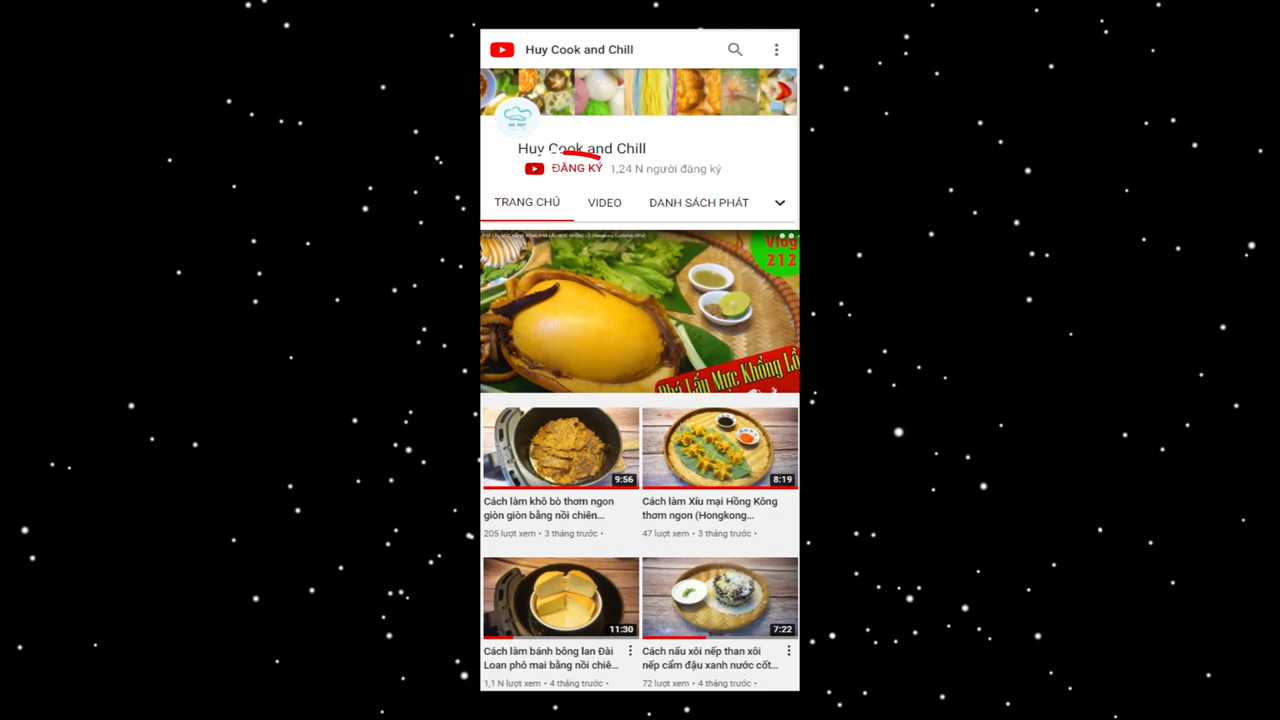 Huy Cook and Chill
Huy Cook and Chill
ĐĂNG KÝ 1,24 N người đăng ký
TRANG CHỦ VIDEO DANH SÁCH PHÁT
Vlog
212
Phá Lấu Mực Khổng Lồ
9:56
8:19
Cách làm khô bò thơm ngon
giòn giòn bằng nồi chiên...
205 lượt xem • 3 tháng trước •
Cách làm Xíu mại Hồng Kông
thơm ngon (Hongkong...
47 lượt xem • 3 tháng trước •
11:30
7:22
Cách làm bánh bông lan Đài
Loan phô mai bằng nồi chiê...
1,1 N lượt xem • 4 tháng trước •
Cách nấu xôi nếp than xôi
nếp cẩm đậu xanh nước cốt...
72 lượt xem • 4 tháng trước •